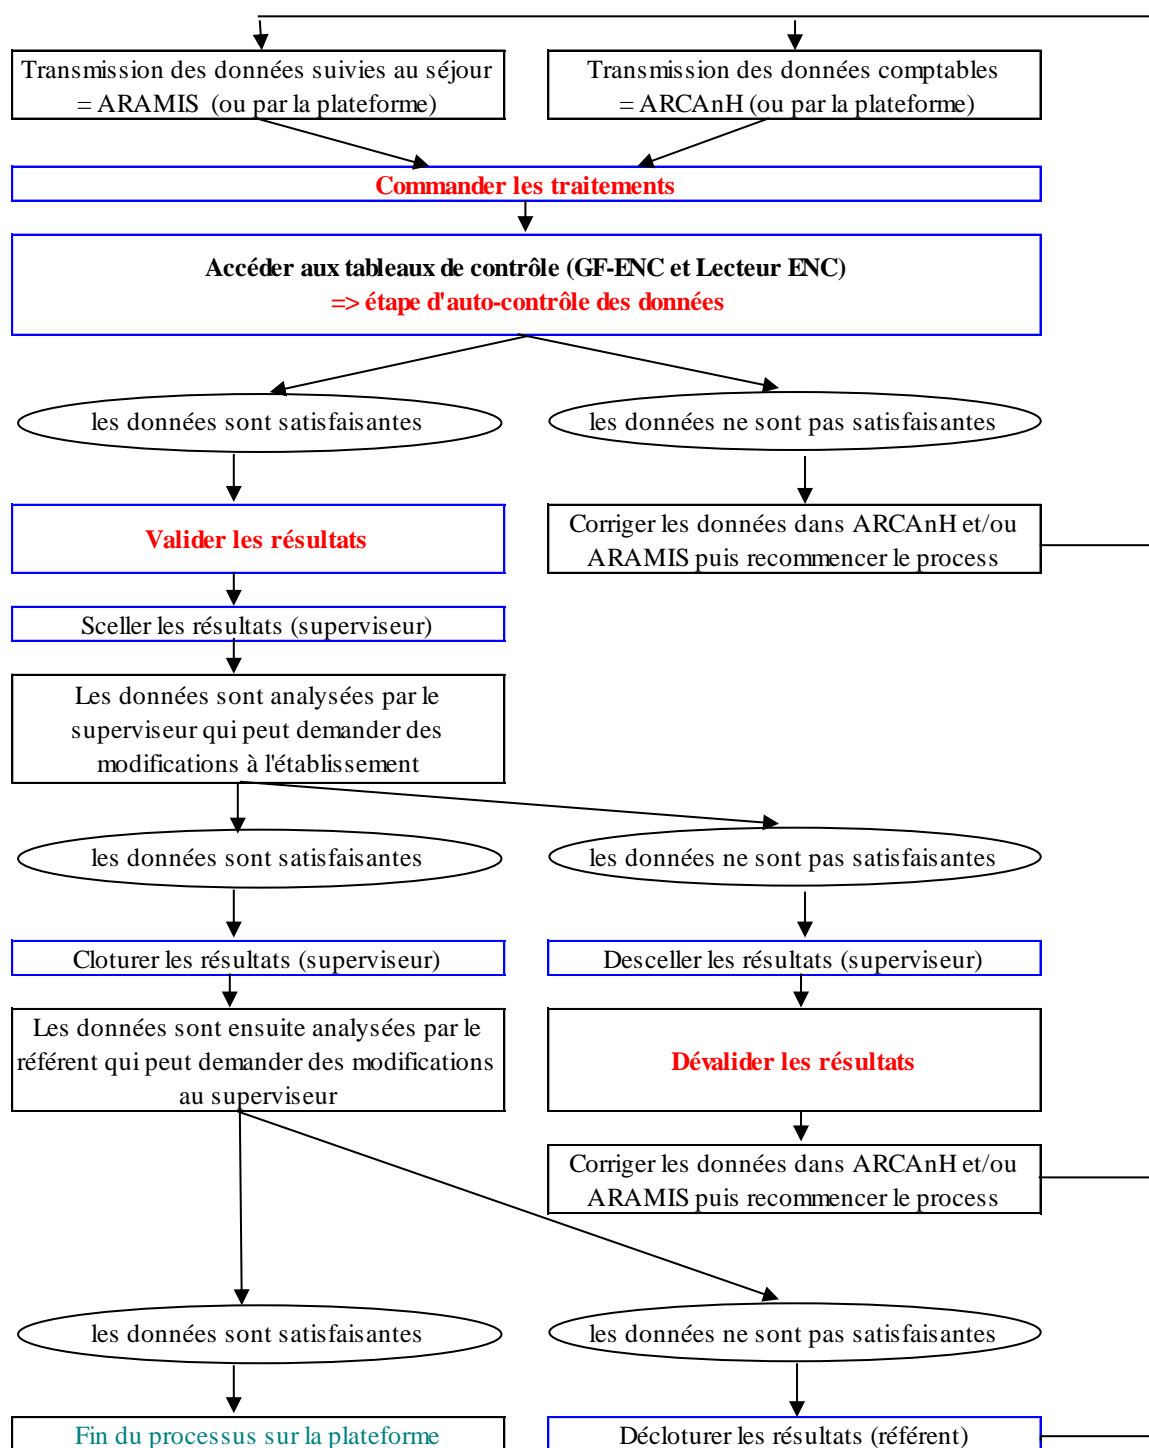 Transmission des données suivies au séjour
= ARAMIS (ou par la plateforme)
Transmission des données comptables
= ARCAnH (ou par la plateforme)
Commander les traitements
Accéder aux tableaux de contrôle (GF-ENC et Lecteur ENC)
=> étape d'auto-contrôle des données
les données sont satisfaisantes
les données ne sont pas satisfaisantes
Valider les résultats
Corriger les données dans ARCAnH et/ou
ARAMIS puis recommencer le process
Sceller les résultats (superviseur)
Les données sont analysées par le
superviseur qui peut demander des
modifications à l'établissement
les données sont satisfaisantes
les données ne sont pas satisfaisantes
Cloturer les résultats (superviseur)
Desceller les résultats (superviseur)
Les données sont ensuite analysées par le
référent qui peut demander des modifications
au superviseur
Dévalider les résultats
Corriger les données dans ARCAnH et/ou
ARAMIS puis recommencer le process
les données sont satisfaisantes
les données ne sont pas satisfaisantes
Fin du processus sur la plateforme
Décloturer les résultats (référent)